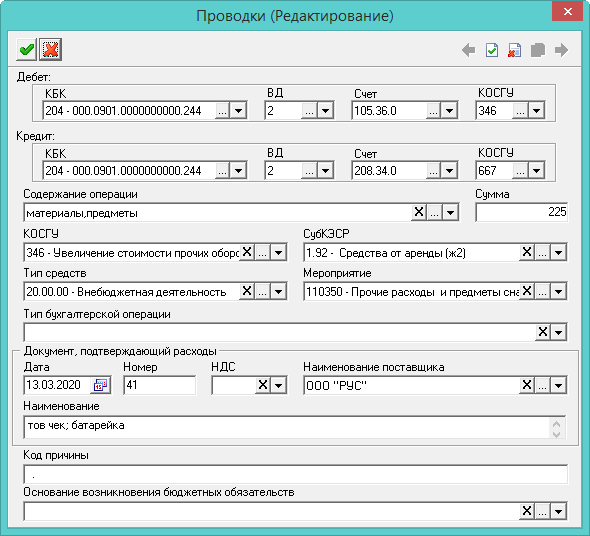 Проводки (Редактирование)
Дебет:
КБК ВД Счет КОСГУ
204 - 000.0901.0000000000.244 ... 2 ... 105.36.0 ... 346 ...
Кредит:
КБК ВД Счет КОСГУ
204 - 000.0901.0000000000.244 ... 2 ... 208.34.0 ... 667 ...
Содержание операции Сумма
материалы,предметы X ... 225
КОСГУ СубКЭСР
346 - Увеличение стоимости прочих оборо X ... 1.92 - Средства от аренды (ж2) X ...
Тип средств Мероприятие
20.00.00 - Внебюджетная деятельность X ... 110350 - Прочие расходы и предметы сна X ...
Тип бухгалтерской операции
X
Документ, подтверждающий расходы
Дата Номер НДС Наименование поставщика
13.03.2020 15 41 X ООО "РУС" X ...
Наименование
тов чек; батарейка
Код причины
.
Основание возникновения бюджетных обязательств
X ...